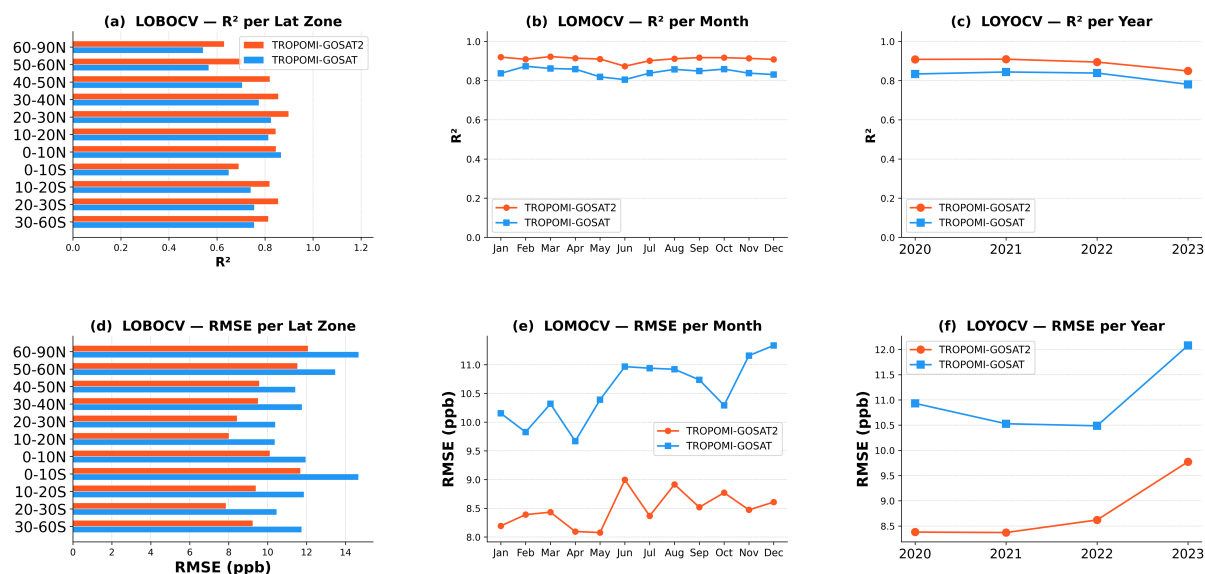 (a)  LOBOCV — R² per Lat Zone
60-90N
50-60N
40-50N
30-40N
20-30N
10-20N
0-10N
0-10S
10-20S
20-30S
30-60S
TROPOMI-GOSAT2
TROPOMI-GOSAT
0.0 0.2 0.4 0.6 0.8 1.0 1.2
R²
(b)  LOMOCV — R² per Month
1.0
0.8
0.6
0.4
0.2
0.0
R²
TROPOMI-GOSAT2
TROPOMI-GOSAT
Jan Feb Mar Apr May Jun Jul Aug Sep Oct Nov Dec
(c)  LOYOCV — R² per Year
1.0
0.8
0.6
0.4
0.2
0.0
R²
TROPOMI-GOSAT2
TROPOMI-GOSAT
2020 2021 2022 2023
(d)  LOBOCV — RMSE per Lat Zone
60-90N
50-60N
40-50N
30-40N
20-30N
10-20N
0-10N
0-10S
10-20S
20-30S
30-60S
0 2 4 6 8 10 12 14
RMSE (ppb)
(e)  LOMOCV — RMSE per Month
11.0
10.5
10.0
9.5
9.0
8.5
8.0
RMSE (ppb)
TROPOMI-GOSAT2
TROPOMI-GOSAT
Jan Feb Mar Apr May Jun Jul Aug Sep Oct Nov Dec
(f)  LOYOCV — RMSE per Year
12.0
11.5
11.0
10.5
10.0
9.5
9.0
8.5
RMSE (ppb)
TROPOMI-GOSAT2
TROPOMI-GOSAT
2020 2021 2022 2023